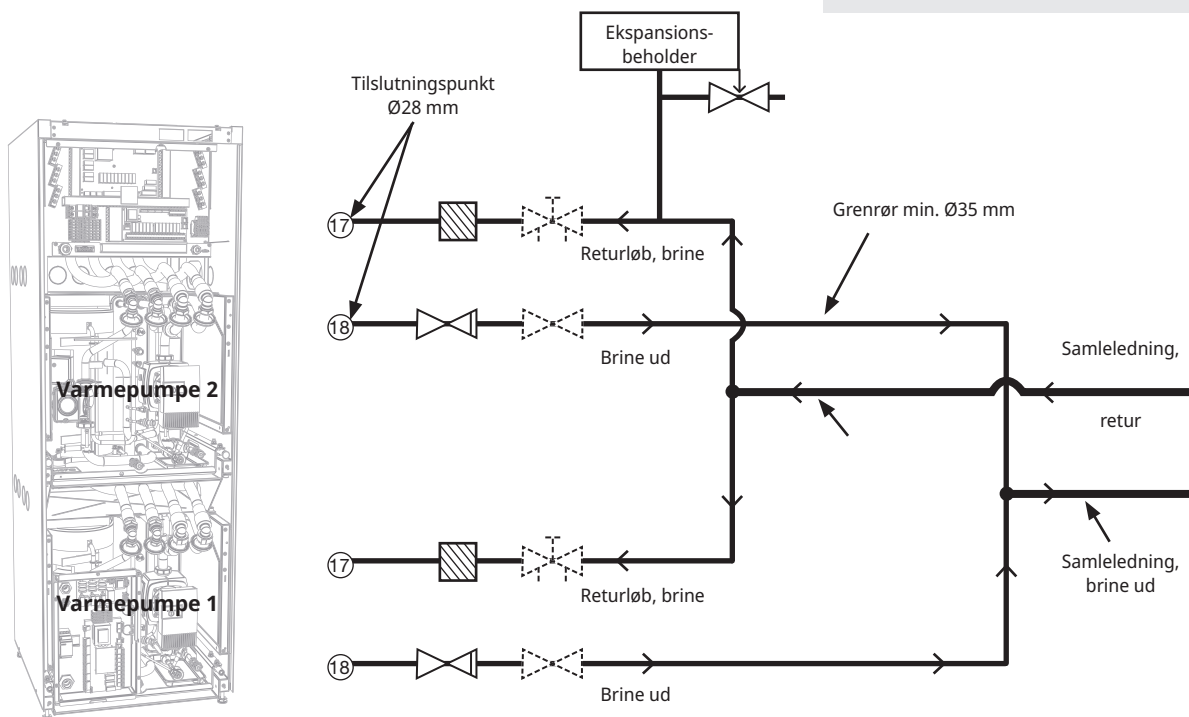 Ekspansions-
beholder
Tilslutningspunkt
Ø28 mm
17
Returløb, brine
Grenrør min. Ø35 mm
18
Brine ud
Samleledning,
retur
Varmepumpe 2
17
Returløb, brine
Samleledning,
brine ud
Varmepumpe 1
18
Brine ud